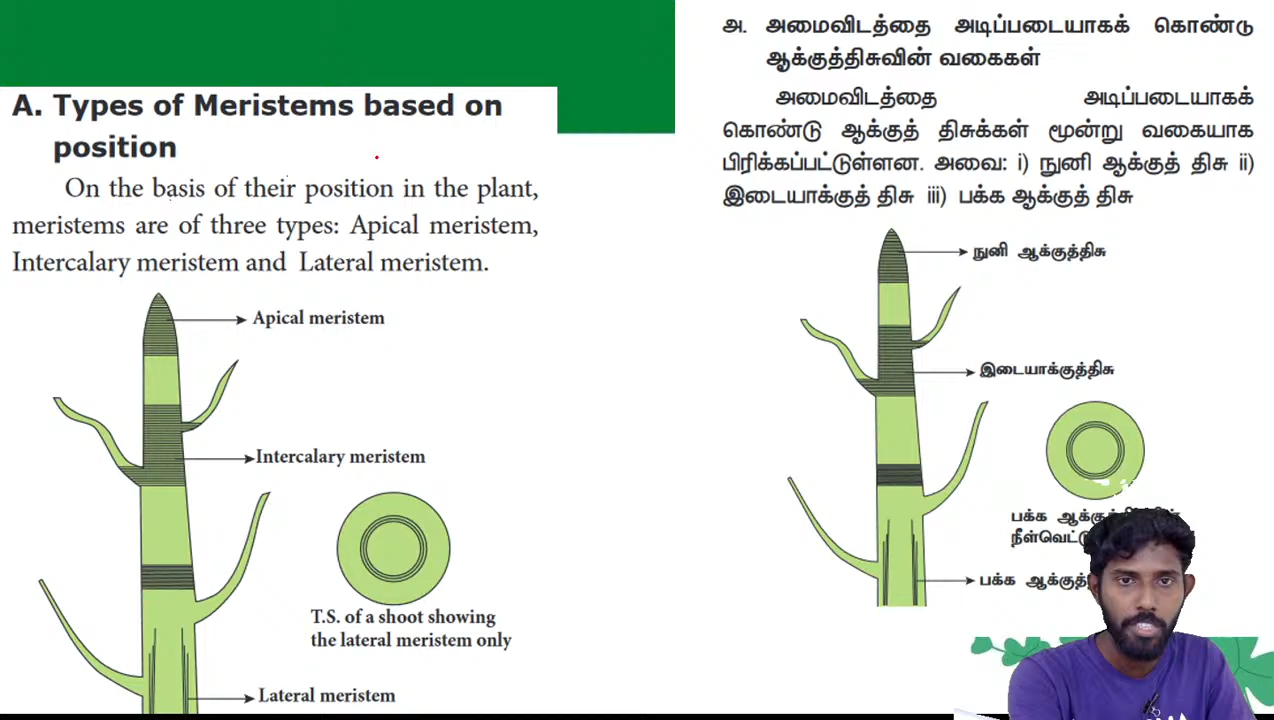 A. Types of Meristems based on
position
On the basis of their position in the plant,
meristems are of three types: Apical meristem,
Intercalary meristem and Lateral meristem.
Apical meristem
Intercalary meristem
T.S. of a shoot showing
the lateral meristem only
Lateral meristem
அ. அமைவிடத்தை அடிப்படையாகக் கொண்டு
ஆக்குத்திசுவின் வகைகள்
அமைவிடத்தை அடிப்படையாகக்
கொண்டு ஆக்குத் திசுக்கள் மூன்று வகையாக
பிரிக்கப்பட்டுள்ளன. அவை: i) நுனி ஆக்குத் திசு ii)
இடையாக்குத் திசு iii) பக்க ஆக்குத் திசு
நுனி ஆக்குத்திசு
இடையாக்குத்திசு
பக்க
பக்க